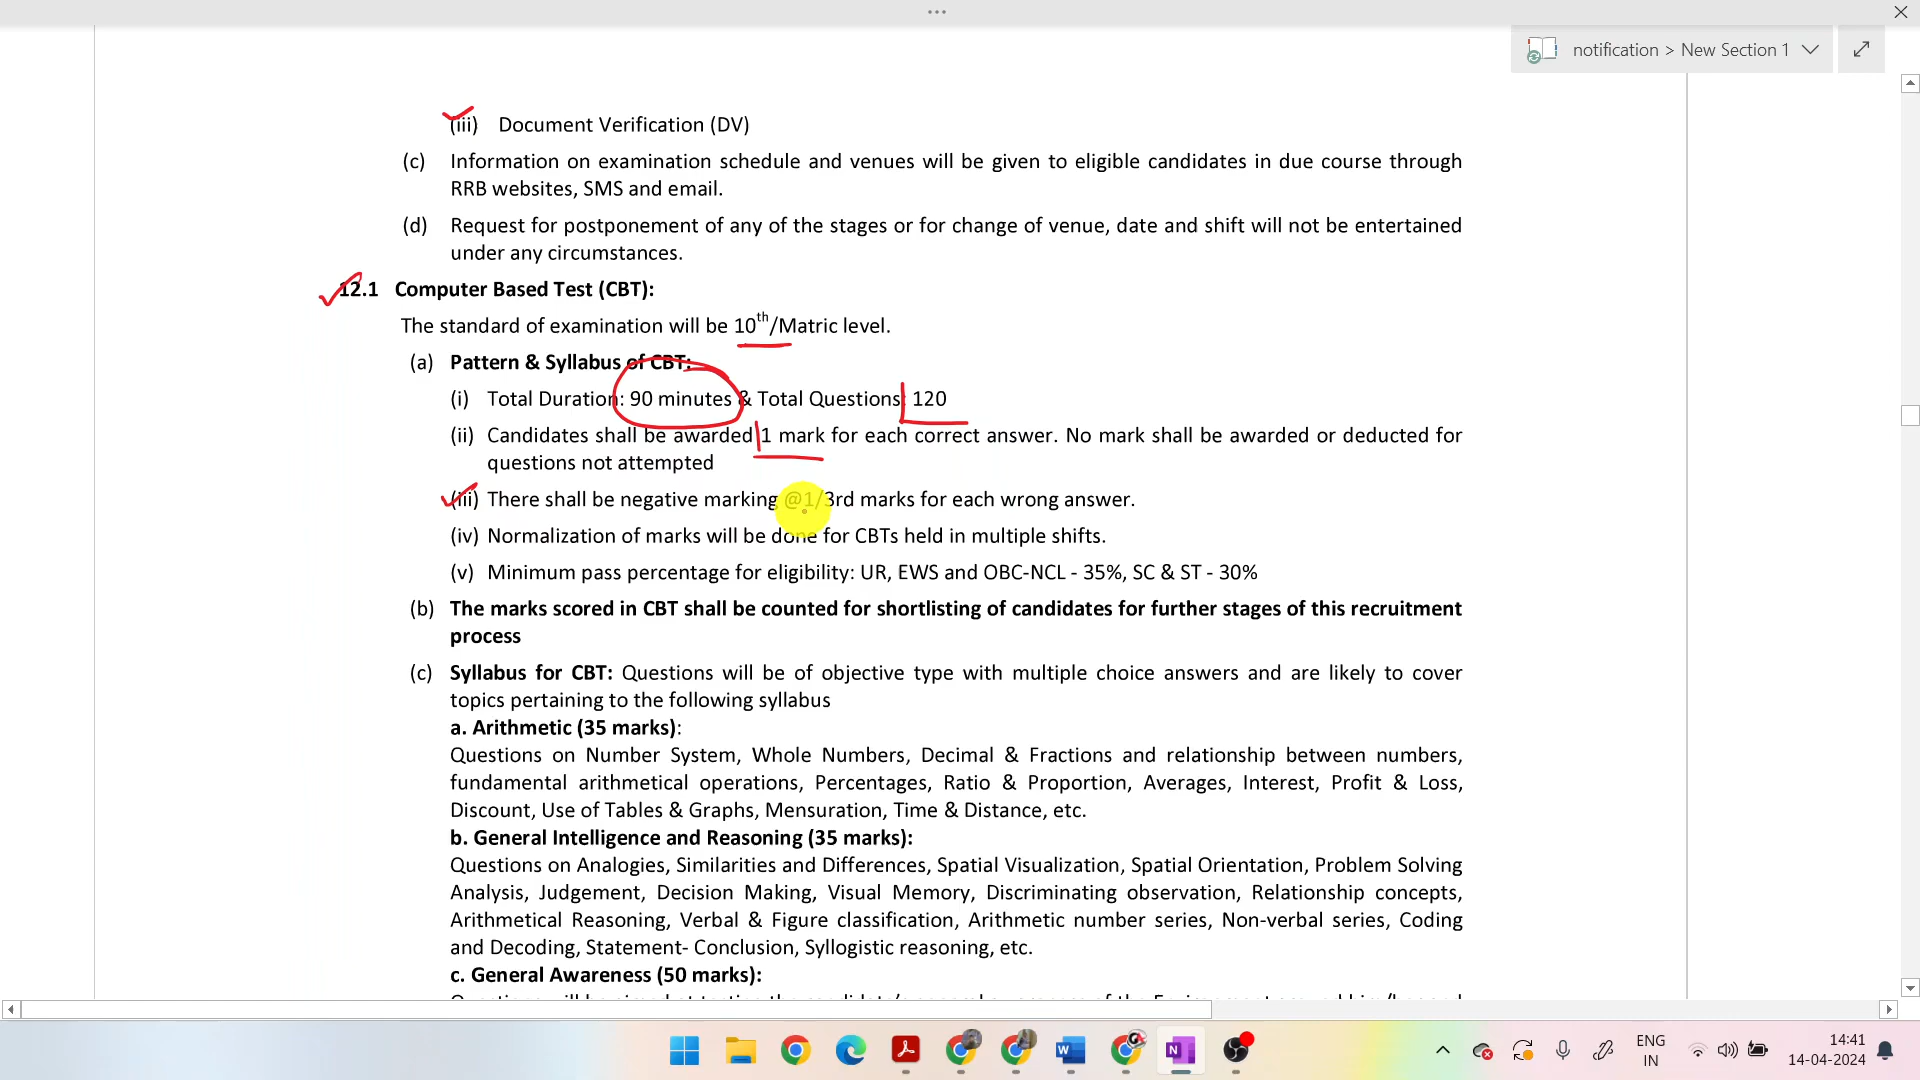 notification > New Section 1
(iii) Document Verification (DV)
(c) Information on examination schedule and venues will be given to eligible candidates in due course through
RRB websites, SMS and email.
(d) Request for postponement of any of the stages or for change of venue, date and shift will not be entertained
under any circumstances.
12.1 Computer Based Test (CBT):
The standard of examination will be 10th/Matric level.
(a) Pattern & Syllabus of CBT:
(i) Total Duration: 90 minutes & Total Questions: 120
(ii) Candidates shall be awarded 1 mark for each correct answer. No mark shall be awarded or deducted for
questions not attempted
(iii) There shall be negative marking @1/3rd marks for each wrong answer.
(iv) Normalization of marks will be done for CBTs held in multiple shifts.
(v) Minimum pass percentage for eligibility: UR, EWS and OBC-NCL - 35%, SC & ST - 30%
(b) The marks scored in CBT shall be counted for shortlisting of candidates for further stages of this recruitment
process
(c) Syllabus for CBT: Questions will be of objective type with multiple choice answers and are likely to cover
topics pertaining to the following syllabus
a. Arithmetic (35 marks):
Questions on Number System, Whole Numbers, Decimal & Fractions and relationship between numbers,
fundamental arithmetical operations, Percentages, Ratio & Proportion, Averages, Interest, Profit & Loss,
Discount, Use of Tables & Graphs, Mensuration, Time & Distance, etc.
b. General Intelligence and Reasoning (35 marks):
Questions on Analogies, Similarities and Differences, Spatial Visualization, Spatial Orientation, Problem Solving
Analysis, Judgement, Decision Making, Visual Memory, Discriminating observation, Relationship concepts,
Arithmetical Reasoning, Verbal & Figure classification, Arithmetic number series, Non-verbal series, Coding
and Decoding, Statement- Conclusion, Syllogistic reasoning, etc.
c. General Awareness (50 marks):
ENG
IN
14:41
14-04-2024